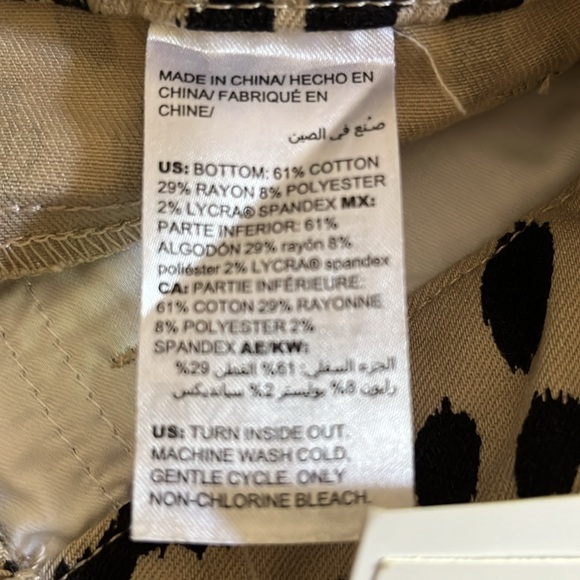 MADE IN CHINA/ HECHO EN
CHINA/ FABRIQUÉ EN
CHINE/
صنع في الصين
US: BOTTOM: 61% COTTON
29% RAYON 8% POLYESTER
2% LYCRA® SPANDEX MX:
PARTE INFERIOR: 61%
ALGODÓN 29% rayón 8%
poliéster 2% LYCRA® spandex
CA: PARTIE INFÉRIEURE:
61% COTON 29% RAYONNE
8% POLYESTER 2%
SPANDEX AE/KW:
الجزء السفلي: 61% القطن 29%
رايون 8% بوليستر 2% سبانديكس
US: TURN INSIDE OUT.
MACHINE WASH COLD.
GENTLE CYCLE. ONLY
NON-CHLORINE BLEACH.